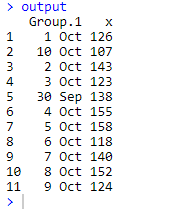 > output
Group.1 x
1 1 Oct 126
2 10 Oct 107
3 2 Oct 143
4 3 Oct 123
5 30 Sep 138
6 4 Oct 155
7 5 Oct 158
8 6 Oct 118
9 7 Oct 140
10 8 Oct 152
11 9 Oct 124
>